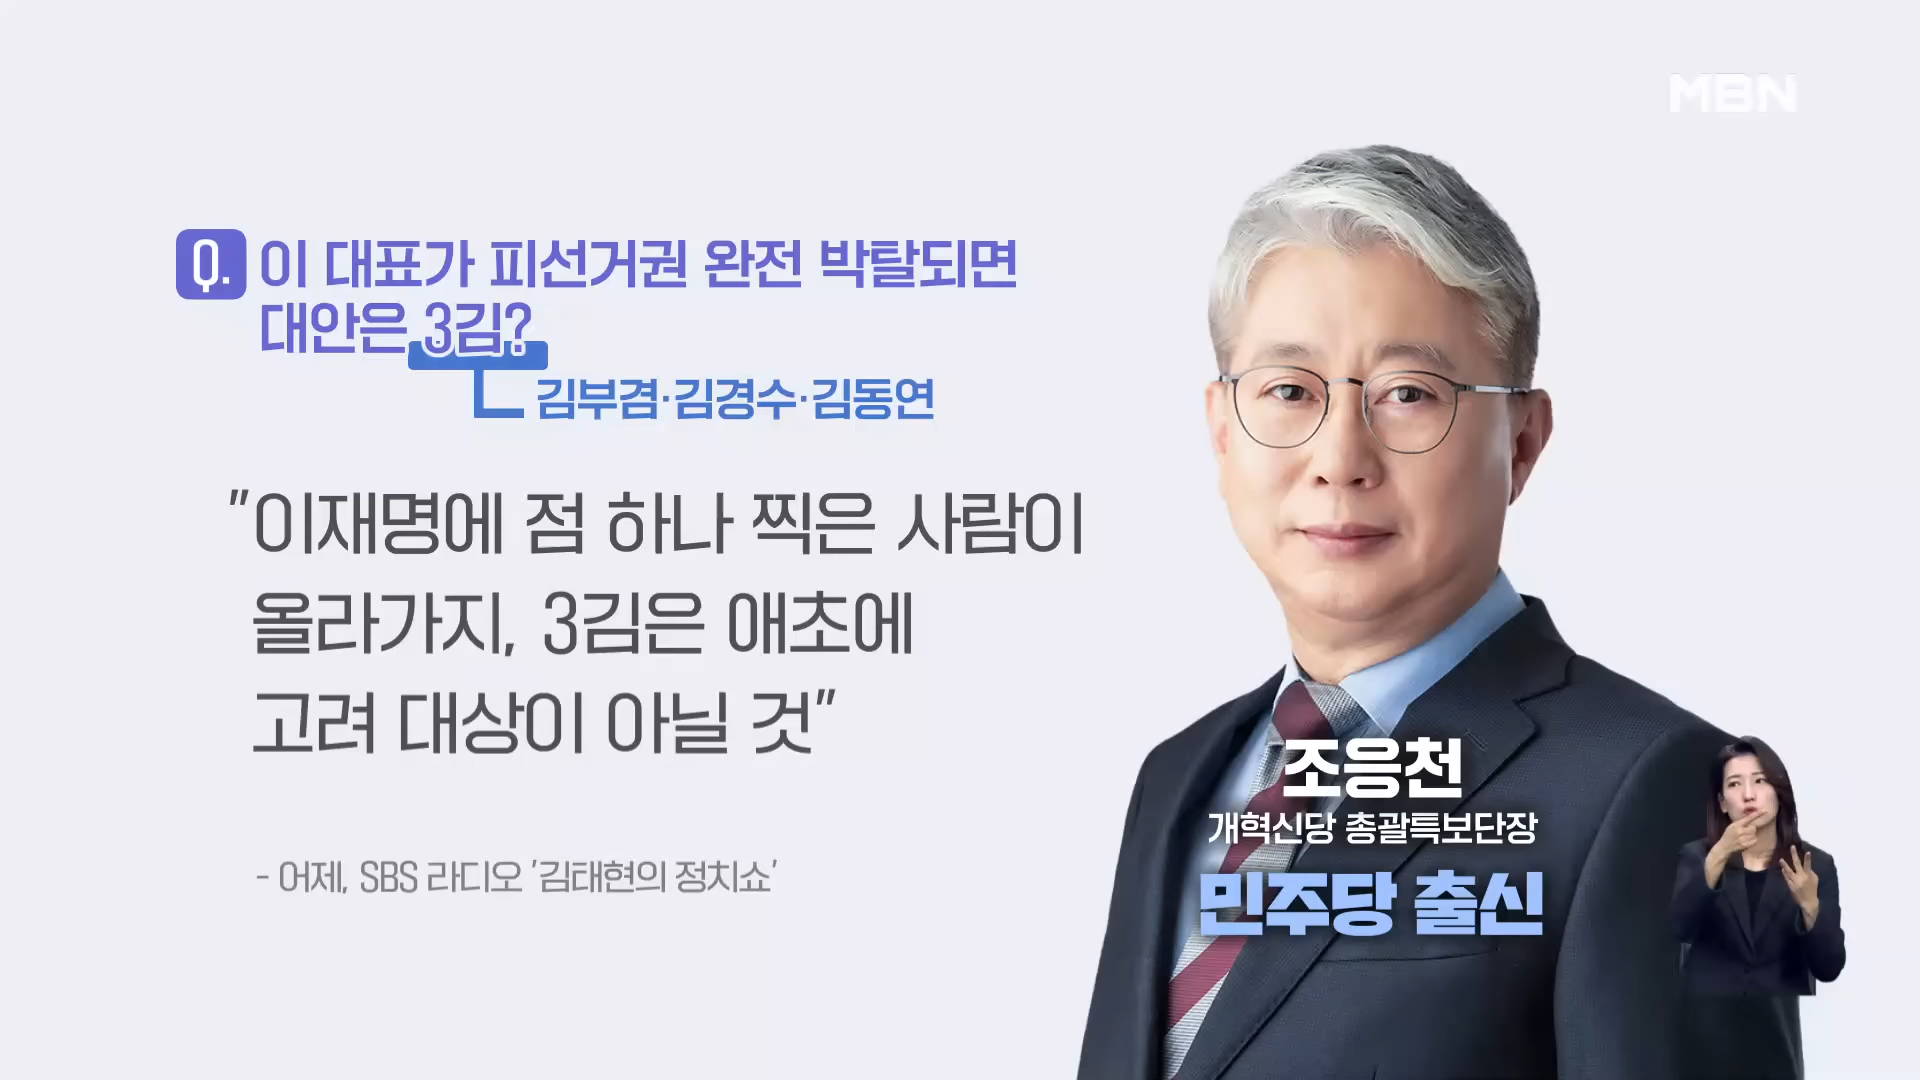 MBN
Q. 이 대표가 피선거권 완전 박탈되면
대안은 3김?
김부겸·김경수·김동연
"이재명에 점 하나 찍은 사람이
올라가지, 3김은 애초에
고려 대상이 아닐 것"
- 어제, SBS 라디오 '김태현의 정치쇼'
조응천
개혁신당 총괄특보단장
민주당 출신